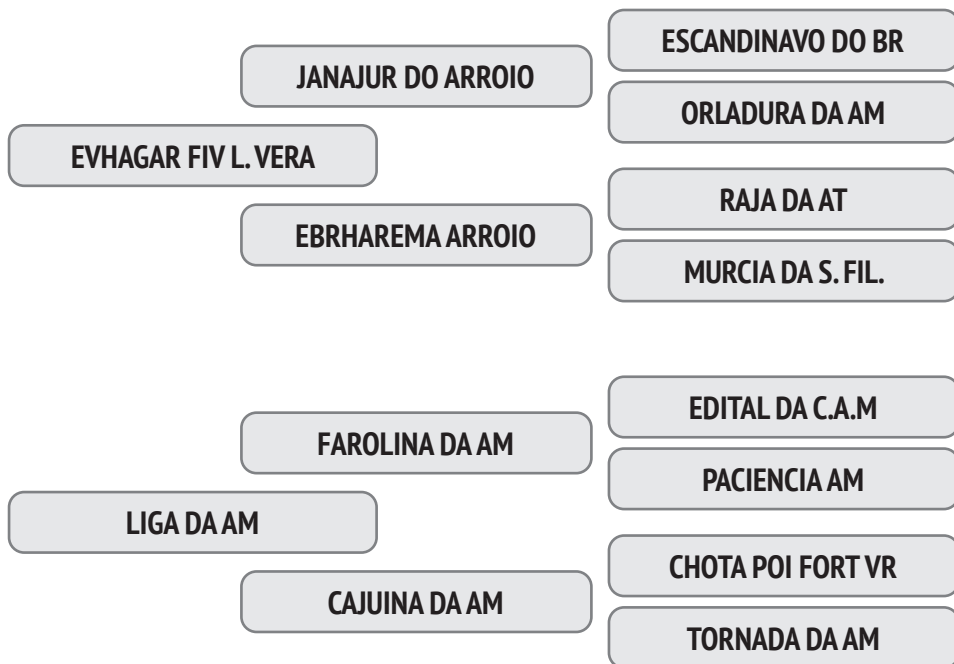 ESCANDINAVO DO BR
JANAJUR DO ARROIO
ORLADURA DA AM
EVHAGAR FIV L. VERA
RAJA DA AT
EBRHAREMA ARROIO
MURCIA DA S. FIL.
EDITAL DA C.A.M
FAROLINA DA AM
PACIENCIA AM
LIGA DA AM
CHOTA POI FORT VR
CAJUINA DA AM
TORNADA DA AM